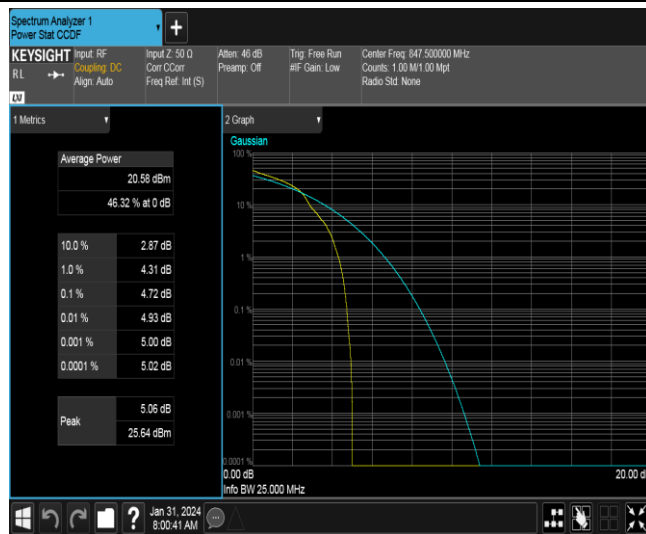 Spectrum Analyzer 1
Power Stat CCDF
+
KEYSIGHT
RL
LXI
Input: RF
Coupling: DC
Align: Auto
Input Z: 50 Ω
Corr CCorr
Freq Ref: Int (S)
Atten: 46 dB
Preamp: Off
Trig: Free Run
#IF Gain: Low
Center Freq: 847.500000 MHz
Counts: 1.00 M/1.00 Mpt
Radio Std: None
1 Metrics
Average Power
20.58 dBm
46.32 % at 0 dB
10.0 % 2.87 dB
1.0 % 4.31 dB
0.1 % 4.72 dB
0.01 % 4.93 dB
0.001 % 5.00 dB
0.0001 % 5.02 dB
Peak 5.06 dB
25.64 dBm
2 Graph
Gaussian
100 %
10 %
1 %
0.1 %
0.01 %
0.001 %
0.0001 %
0.00 dB
20.00 d
Info BW 25.000 MHz
?
Jan 31, 2024
8:00:41 AM